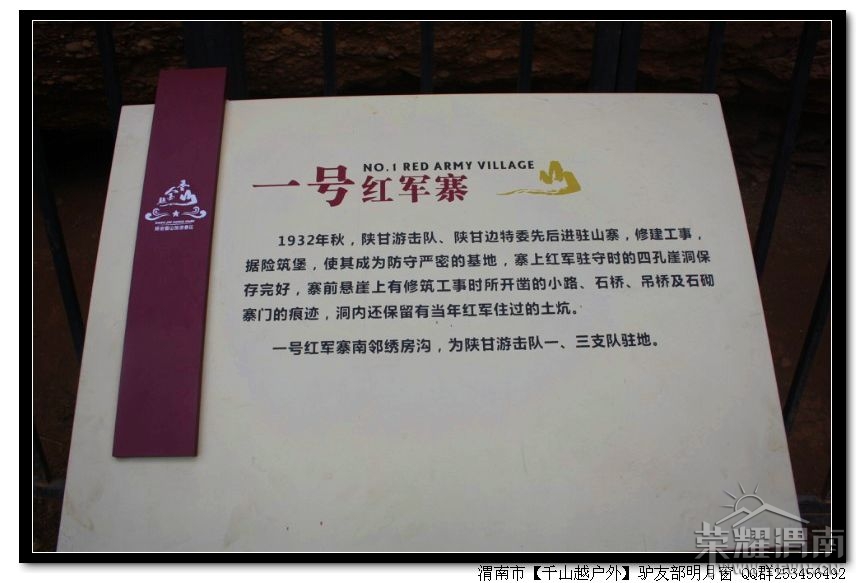 一号
NO.1 RED ARMY VILLAGE
红军寨
1932年秋，陕甘游击队、陕甘边特委先后进驻山寨，修建工事，
据险筑堡，使其成为防守严密的基地，寨上红军驻守时的四孔崖洞保
存完好，寨前悬崖上有修筑工事时所开凿的小路、石桥、吊桥及石砌
寨门的痕迹，洞内还保留有当年红军住过的土炕。
一号红军寨南邻绣房沟，为陕甘游击队一、三支队驻地。
荣耀渭南
渭南市【千山越户外】驴友部明月窗 QQ群253456492